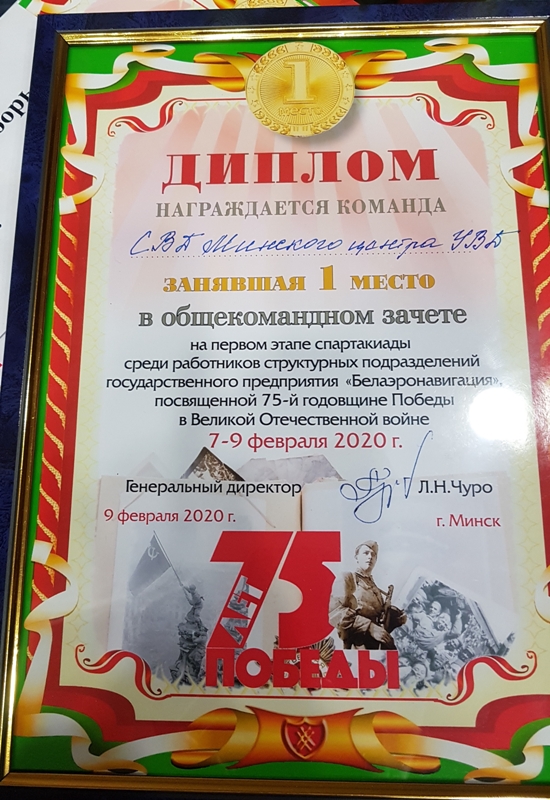 1
место
ДИПЛОМ
НАГРАЖДАЕТСЯ КОМАНДА
СВБ Минского центра УВД
ЗАНЯВШАЯ 1 МЕСТО
в общекомандном зачете
на первом этапе спартакиады
среди работников структурных подразделений
государственного предприятия «Белаэронавигация»,
посвященной 75-й годовщине Победы
в Великой Отечественной войне
7-9 февраля 2020 г.
Генеральный директор Л.Н.Чуро
9 февраля 2020 г. г. Минск
75
ЛЕТ
ПОБЕДЫ